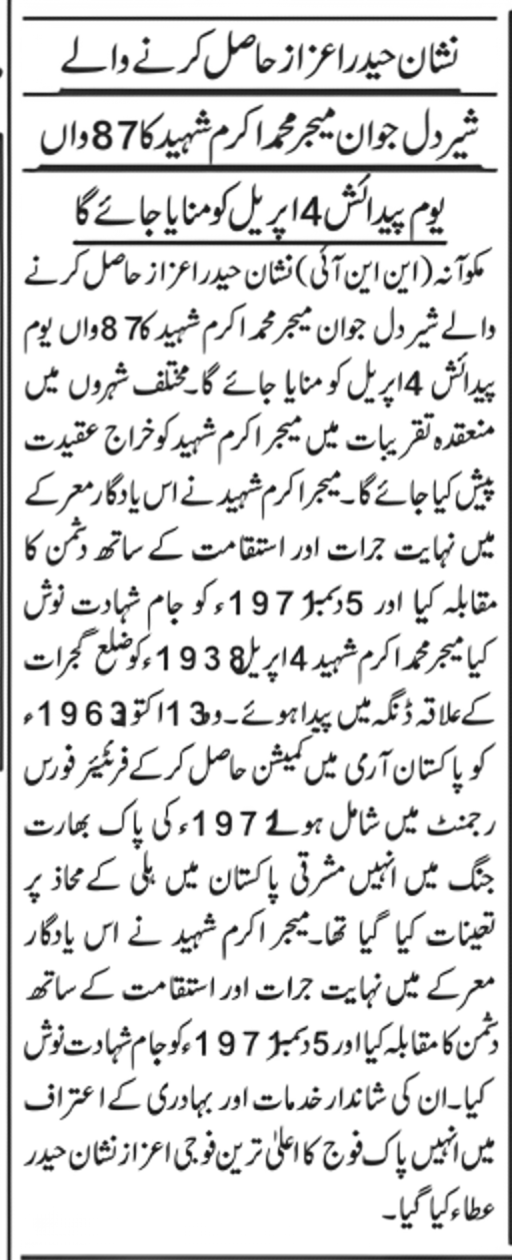 نشان حیدر اعزاز حاصل کرنے والے
شیر دل جوان میجر محمد اکرم شہید کا 87 واں
یوم پیدائش 4 اپریل کو منایا جائے گا
مکوآنہ (این این آئی) نشان حیدر اعزاز حاصل کرنے
والے شیر دل جوان میجر محمد اکرم شہید کا 87 واں یوم
پیدائش 4 اپریل کو منایا جائے گا۔ مختلف شہروں میں
منعقدہ تقریبات میں میجر اکرم شہید کو خراج عقیدت
پیش کیا جائے گا۔ میجر اکرم شہید نے اس یادگار معرکے
میں نہایت جرات اور استقامت کے ساتھ دشمن کا
مقابلہ کیا اور 5 دسمبر 1971ء کو جام شہادت نوش
کیا میجر محمد اکرم شہید 4 اپریل 1938ء کو ضلع گجرات
کے علاقہ ڈنگہ میں پیدا ہوئے۔ وہ 13 اکتوبر 1963ء
کو پاکستان آرمی میں کمیشن حاصل کر کے فرنٹیئر فورس
رجمنٹ میں شامل ہوئے 1971ء کی پاک بھارت
جنگ میں انہیں مشرقی پاکستان میں ہلی کے محاذ پر
تعینات کیا گیا تھا۔ میجر اکرم شہید نے اس یادگار
معرکے میں نہایت جرات اور استقامت کے ساتھ
دشمن کا مقابلہ کیا اور 5 دسمبر 1971ء کو جام شہادت نوش
کیا۔ ان کی شاندار خدمات اور بہادری کے اعتراف
میں انہیں پاک فوج کا اعلیٰ ترین فوجی اعزاز نشان حیدر
عطاء کیا گیا۔